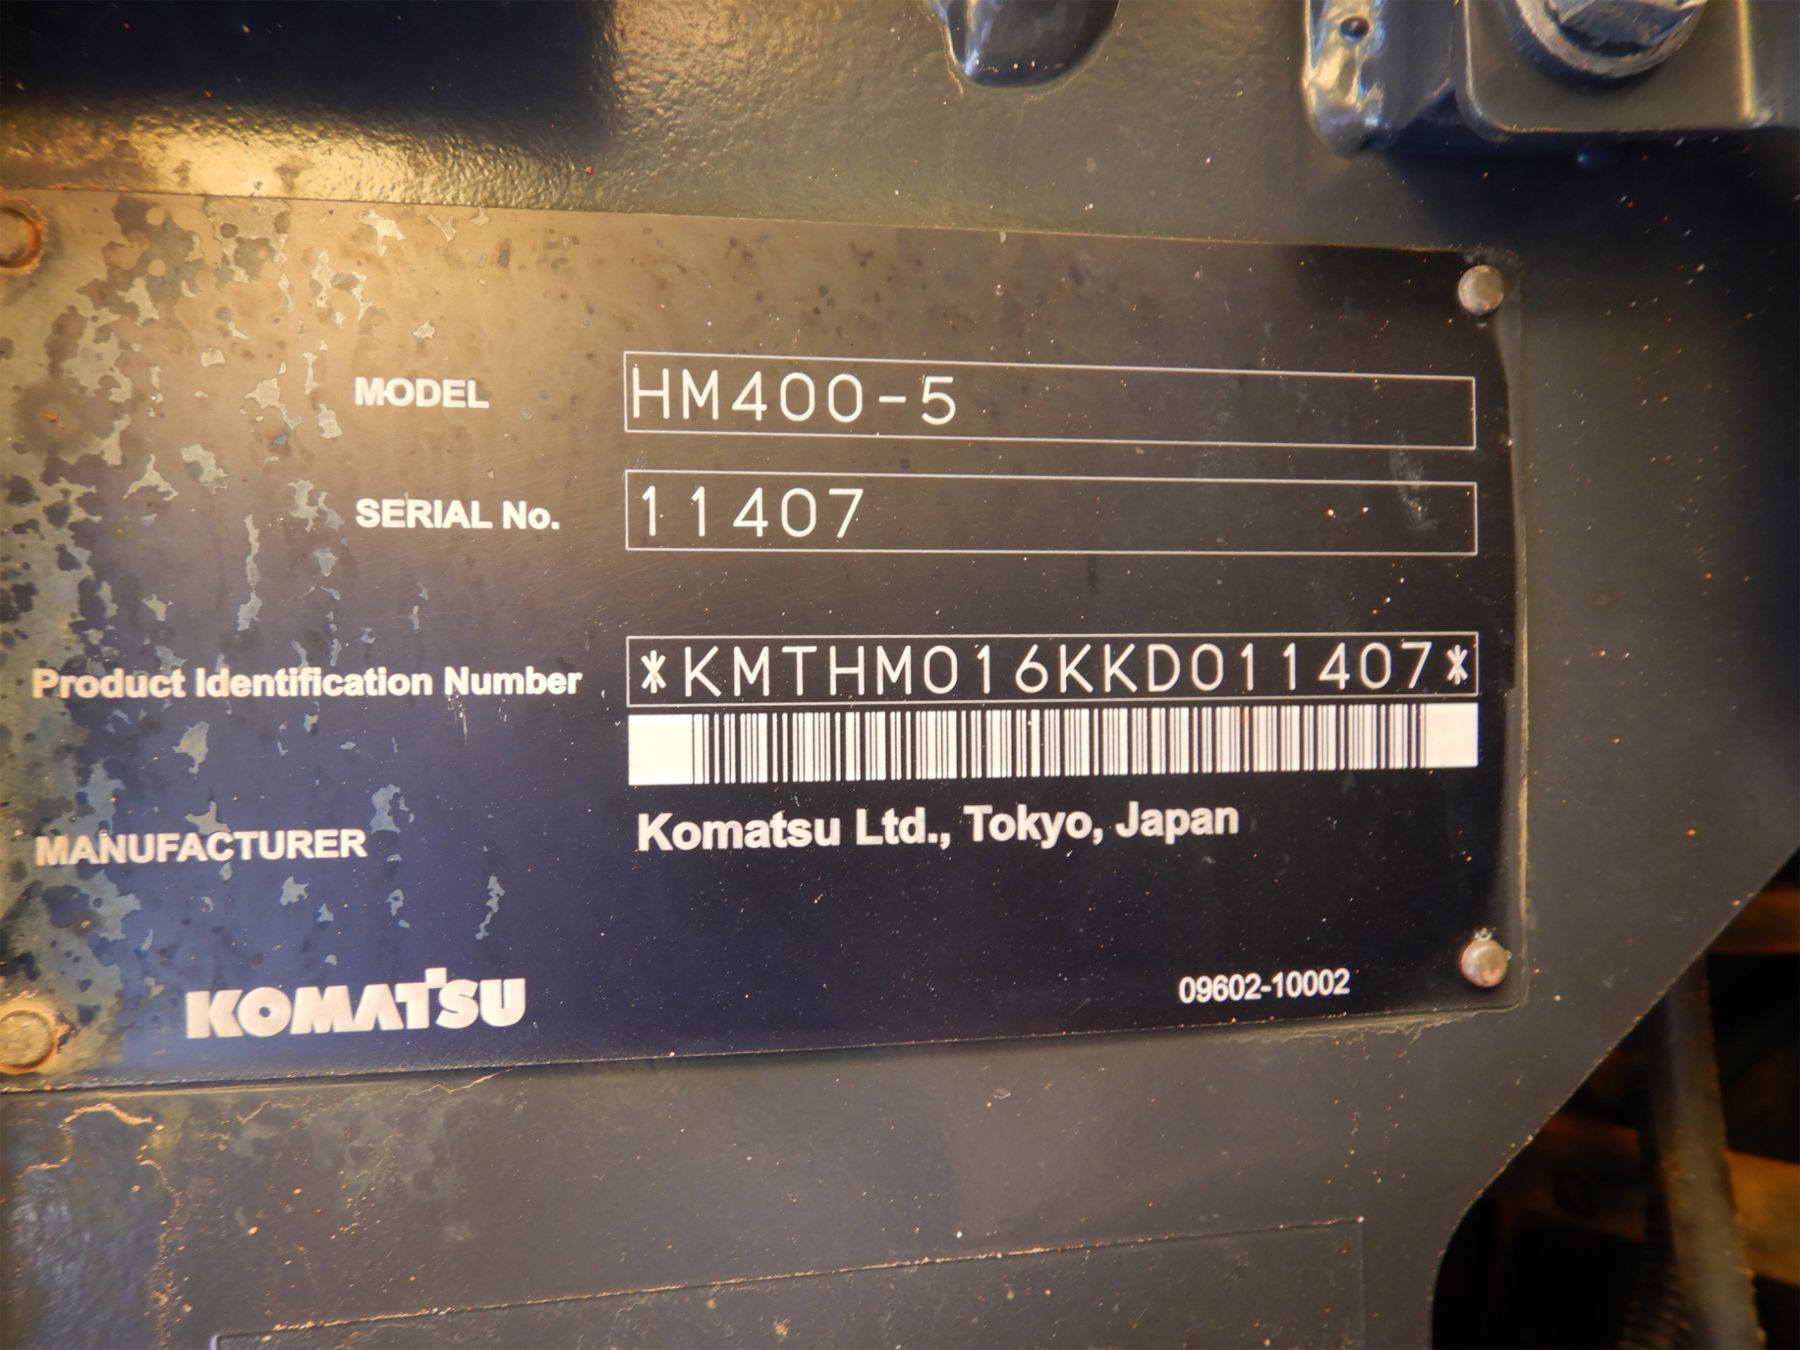 MODEL HM400-5
SERIAL No. 11407
Product Identification Number *KMTHM016KKD011407*
MANUFACTURER Komatsu Ltd., Tokyo, Japan
KOMATSU
09602-10002